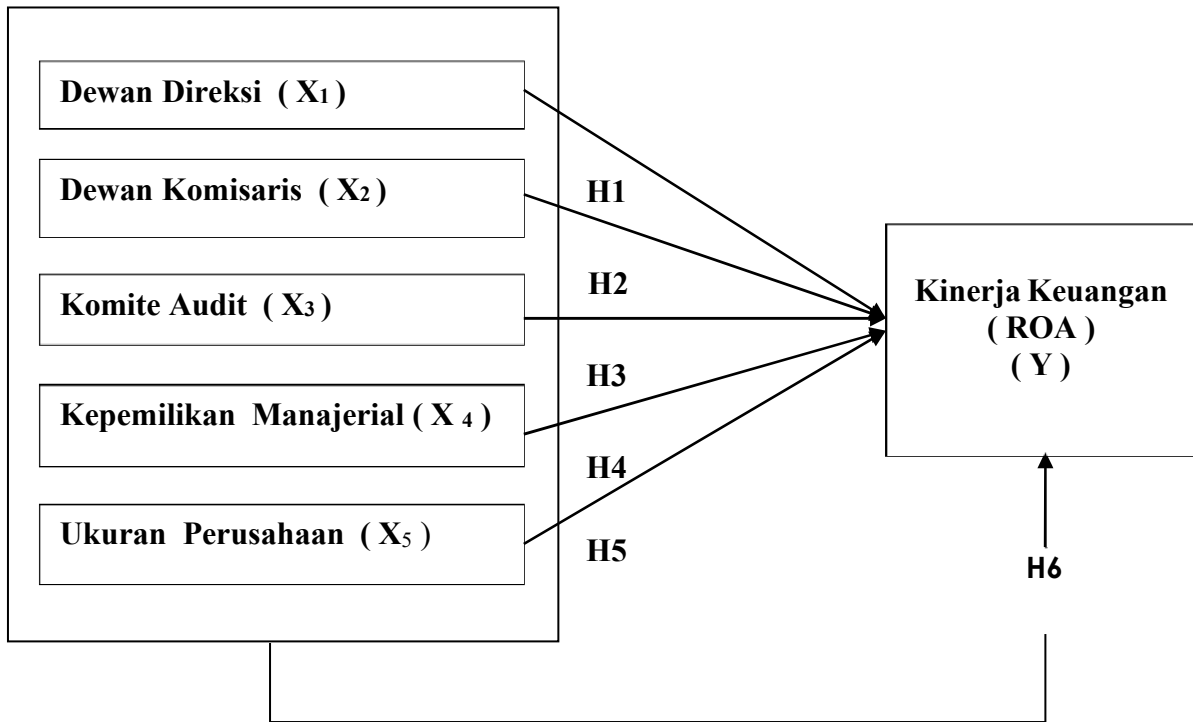 Dewan Direksi ( X1 )
Dewan Komisaris ( X2 )
Komite Audit ( X3 )
Kepemilikan Manajerial ( X 4 )
Ukuran Perusahaan ( X5 )
H1
H2
H3
H4
H5
Kinerja Keuangan
( ROA )
( Y )
H6